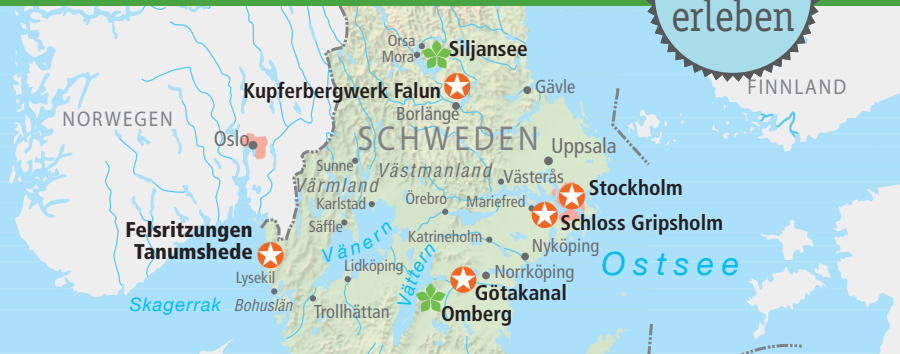 erleben
Orsa
Mora
Siljansee
Kupferbergwerk Falun
Borlänge
Gävle
FINNLAND
NORWEGEN
Oslo
SCHWEDEN
Uppsala
Sunne
Värmland
Västmanland
Västerås
Stockholm
Karlstad
Örebro
Mariefred
Schloss Gripsholm
Säffle
Felsritzungen
Tanumshede
Vänern
Katrineholm
Nyköping
Ostsee
Lysekil
Lidköping
Vättern
Norrköping
Götakanal
Skagerrak
Bohuslän
Trollhättan
Omberg